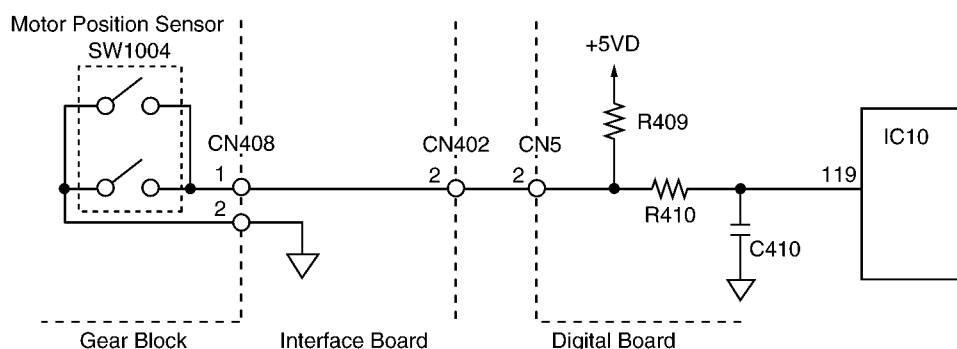 Motor Position Sensor
SW1004
+5VD
R409
IC10
CN408
CN402
CN5
1
2
2
119
2
R410
C410
Gear Block
Interface Board
Digital Board